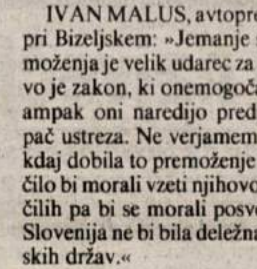 IVAN MALUS, avtopre
pri Bizeljskem: »Jemanje
moženja je velik udarec za
vo je zakon, ki onemogoča
ampak oni naredijo pred
pač ustreza. Ne verjamem
kdaj dobila to premoženje
čilo bi morali vzeti njihovo
čilih pa bi se morali posve
Slovenija ne bi bila deležna
skih držav.«